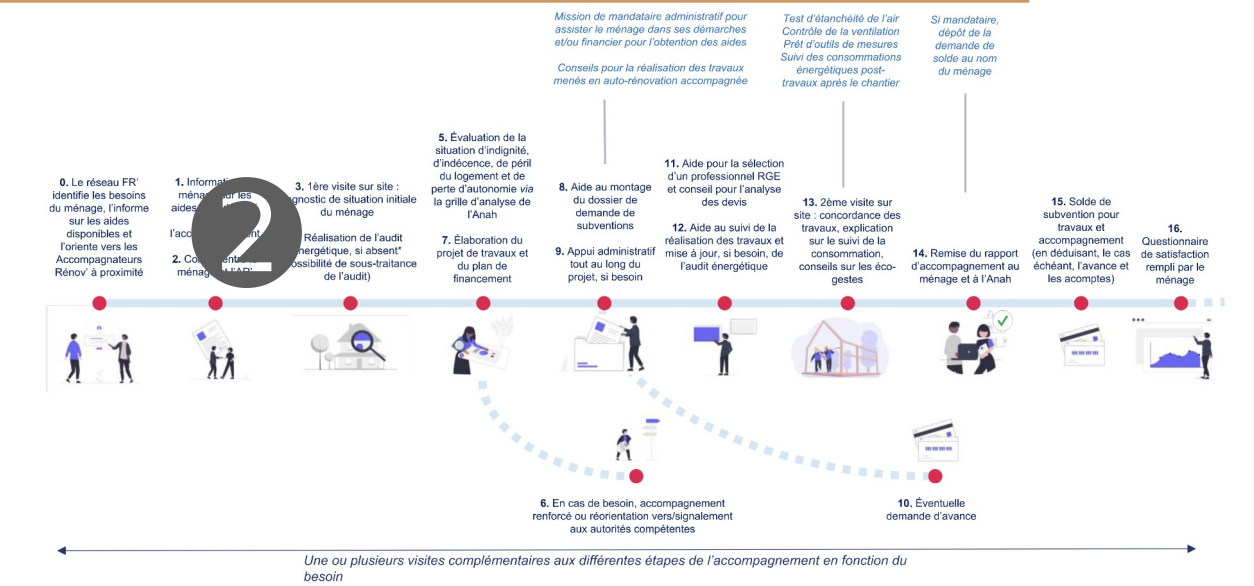 Mission de mandataire administratif pour
assister le ménage dans ses démarches
et/ou financier pour l'obtention des aides
Conseils pour la réalisation des travaux
menés en auto-rénovation accompagnée
Test d'étanchéité de l'air
Contrôle de la ventilation
Prêt d'outils de mesures
Suivi des consommations
énergétiques post-
travaux après le chantier
Si mandataire,
dépôt de la
demande de
solde au nom
du ménage
0. Le réseau FR'
identifie les besoins
du ménage, l'informe
sur les aides
disponibles et
l'oriente vers les
Accompagnateurs
Rénov' à proximité
1.
les
aides
2.
2
3. 1ère visite sur site :
de situation initiale
du ménage
Réalisation de l'audit
si absent*
de sous-traitance
de l'audit)
5. Évaluation de la
situation d'indignité,
d'indécence, de péril
du logement et de
perte d'autonomie via
la grille d'analyse de
l'Anah
7. Élaboration du
projet de travaux et
du plan de
financement
8. Aide au montage
du dossier de
demande de
subventions
9. Appui administratif
tout au long du
projet, si besoin
11. Aide pour la sélection
d'un professionnel RGE
et conseil pour l'analyse
des devis
12. Aide au suivi de la
réalisation des travaux et
mise à jour, si besoin, de
l'audit énergétique
13. 2ème visite sur
site : concordance des
travaux, explication
sur le suivi de la
consommation,
conseils sur les éco-
gestes
14. Remise du rapport
d'accompagnement au
ménage et à l'Anah
15. Solde de
subvention pour
travaux et
accompagnement
(en déduisant, le cas
échéant, l'avance et
les acomptes)
16.
Questionnaire
de satisfaction
rempli par le
ménage
6. En cas de besoin, accompagnement
renforcé ou réorientation vers/signalement
aux autorités compétentes
10. Éventuelle
demande d'avance
Une ou plusieurs visites complémentaires aux différentes étapes de l'accompagnement en fonction du
besoin